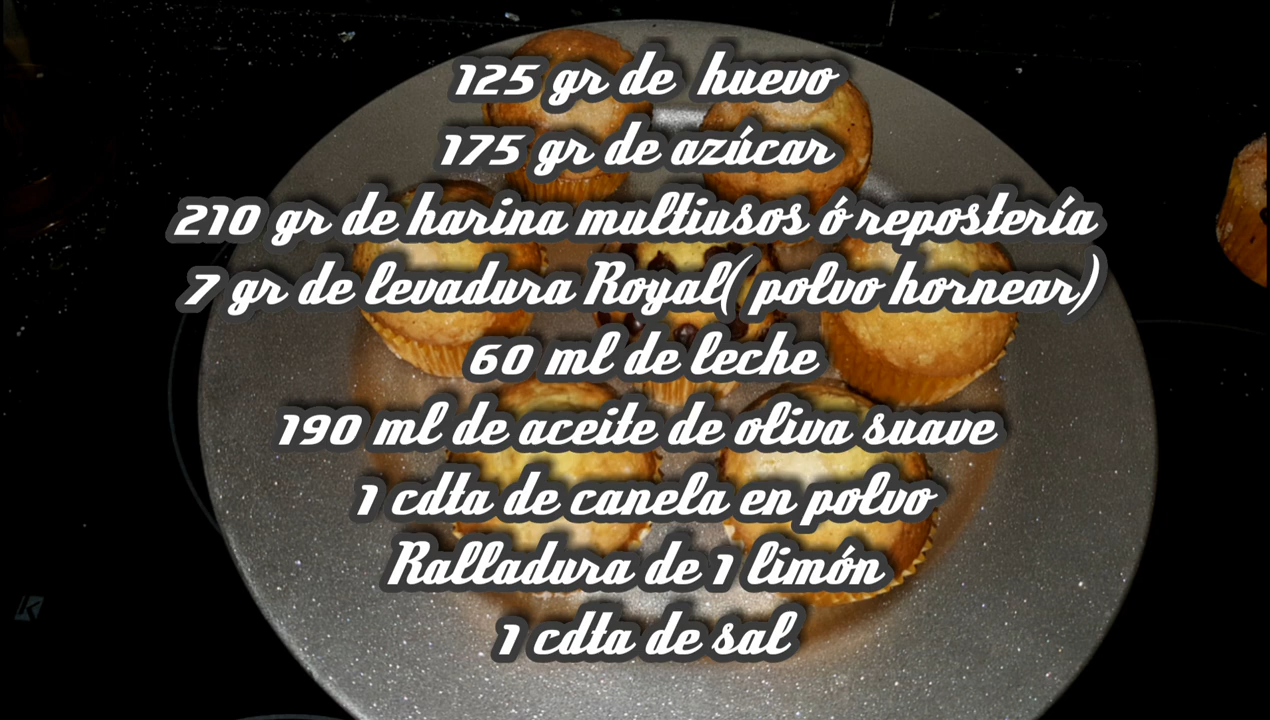 125 gr de huevo
175 gr de azúcar
210 gr de harina multiusos ó repostería
7 gr de levadura Royal( polvo hornear)
60 ml de leche
190 ml de aceite de oliva suave
1 cdta de canela en polvo
Ralladura de 1 limón
1 cdta de sal
K